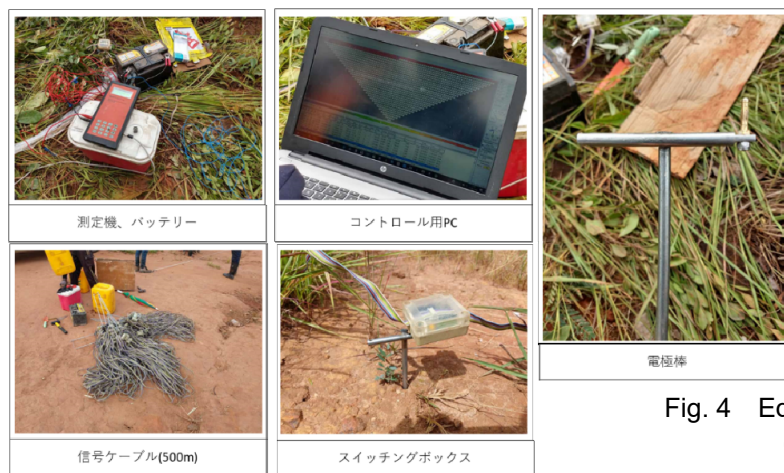 測定機、バッテリー
コントロール用PC
電極棒
信号ケーブル(500m)
スイッチングボックス
Fig. 4 Eq